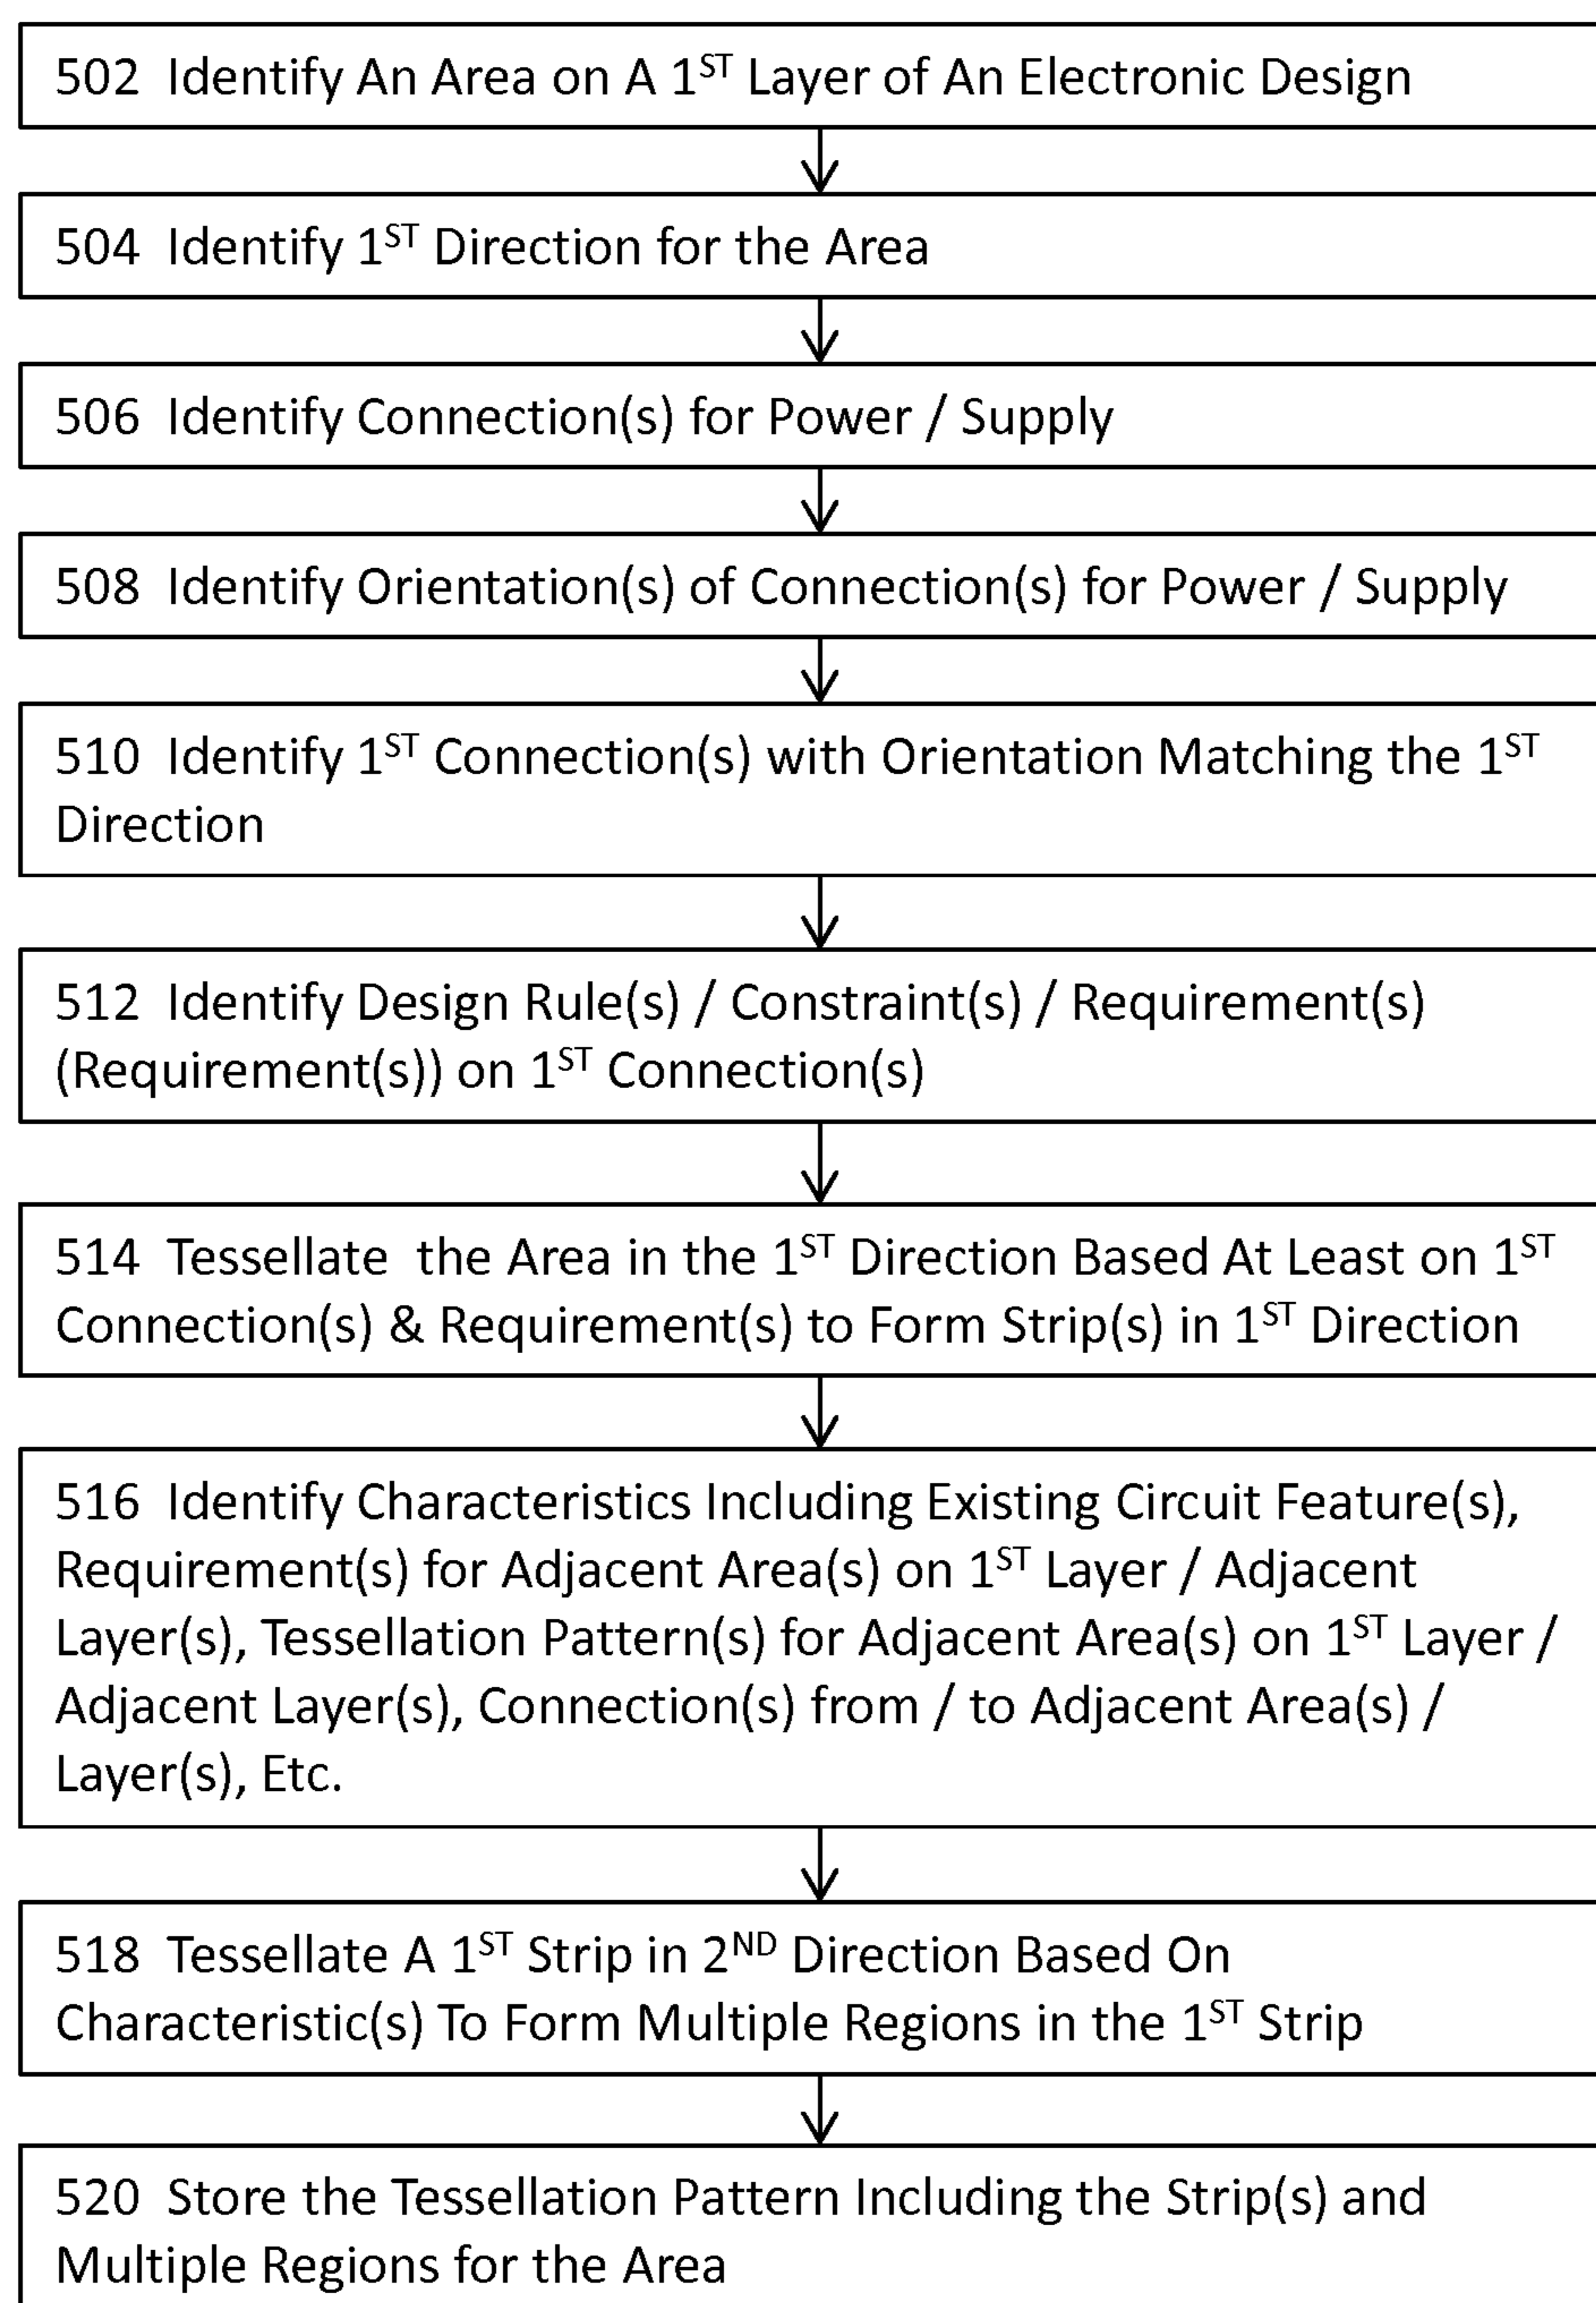 502 Identify An Area on A 1ST Layer of An Electronic Design
504 Identify 1ST Direction for the Area
506 Identify Connection(s) for Power / Supply
508 Identify Orientation(s) of Connection(s) for Power / Supply
510 Identify 1ST Connection(s) with Orientation Matching the 1ST
Direction
512 Identify Design Rule(s) / Constraint(s) / Requirement(s)
(Requirement(s)) on 1ST Connection(s)
514 Tessellate the Area in the 1ST Direction Based At Least on 1ST
Connection(s) & Requirement(s) to Form Strip(s) in 1ST Direction
516 Identify Characteristics Including Existing Circuit Feature(s),
Requirement(s) for Adjacent Area(s) on 1ST Layer / Adjacent
Layer(s), Tessellation Pattern(s) for Adjacent Area(s) on 1ST Layer /
Adjacent Layer(s), Connection(s) from / to Adjacent Area(s) /
Layer(s), Etc.
518 Tessellate A 1ST Strip in 2ND Direction Based On
Characteristic(s) To Form Multiple Regions in the 1ST Strip
520 Store the Tessellation Pattern Including the Strip(s) and
Multiple Regions for the Area